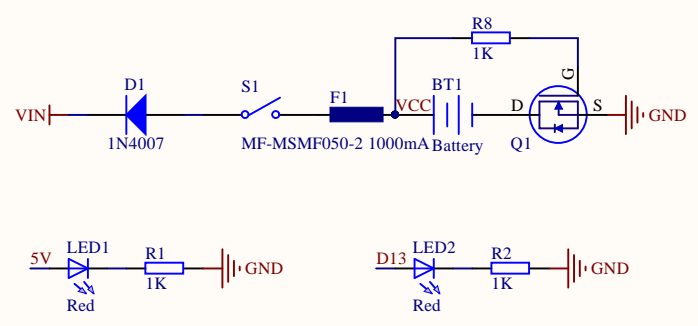 R8
1K
G
D1
S1
F1
VCC
BT1
D
S
VIN
GND
1N4007
MF-MSMF050-2 1000mA
Battery
Q1
5V
LED1
R1
1K
GND
Red
D13
LED2
R2
1K
GND
Red